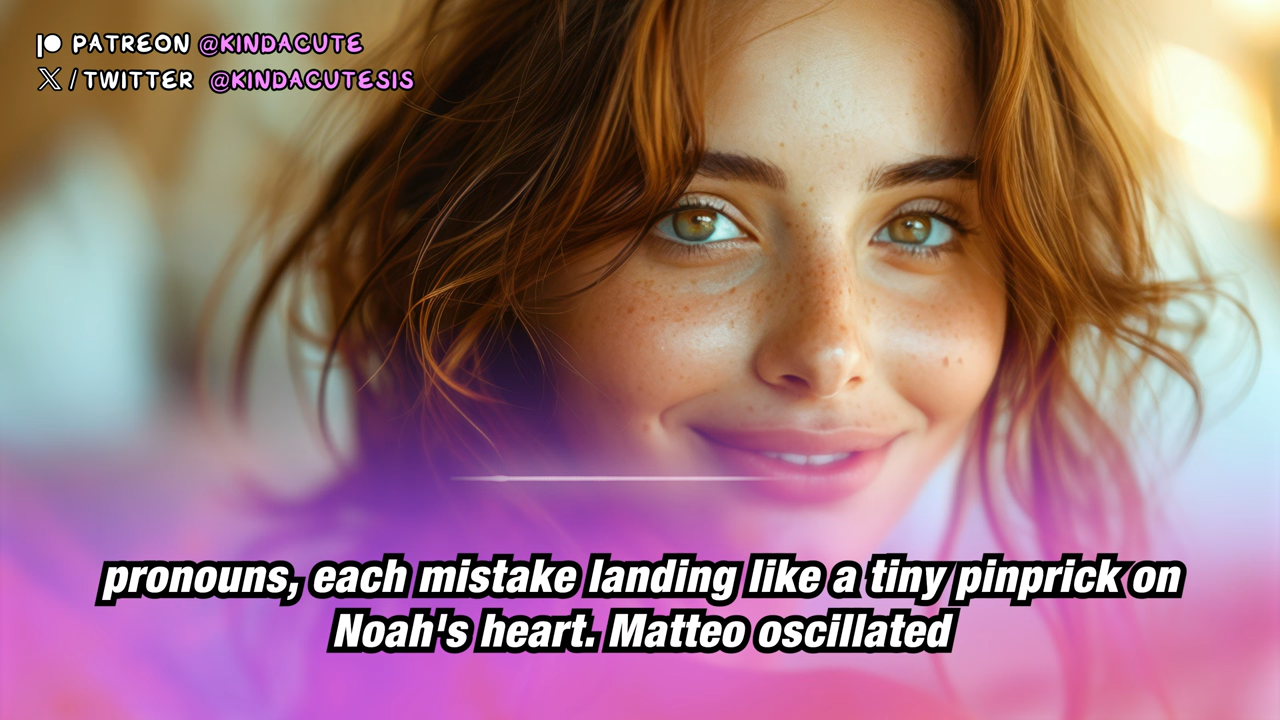 PATREON @KINDACUTE
X/TWITTER @KINDACUTESIS
pronouns, each mistake landing like a tiny pinprick on
Noah's heart. Matteo oscillated